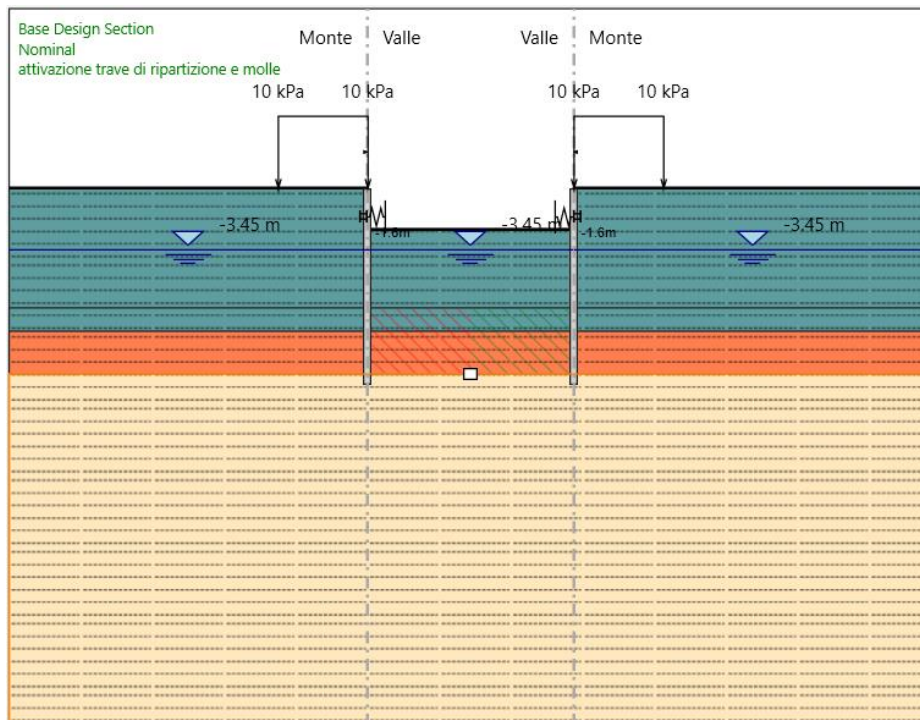 Base Design Section
Nominal
attivazione trave di ripartizione e molle
Monte Valle Valle Monte
10 kPa 10 kPa 10 kPa 10 kPa
-3.45 m -3.45 m -3.45 m
-1.6m -1.6m